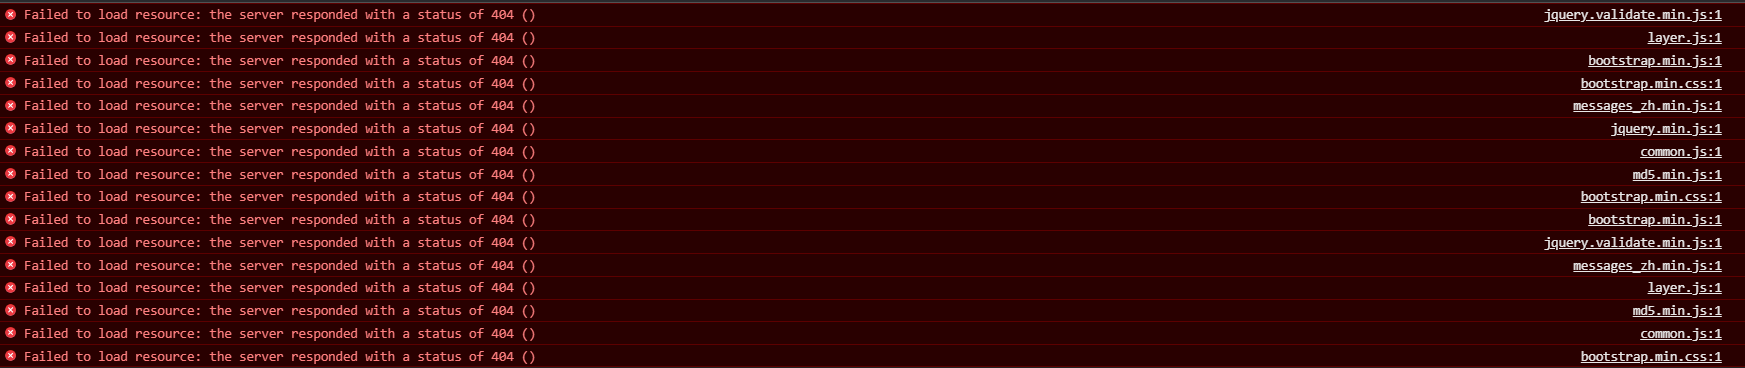 Failed to load resource: the server responded with a status of 404 () jquery.validate.min.js:1
Failed to load resource: the server responded with a status of 404 () layer.js:1
Failed to load resource: the server responded with a status of 404 () bootstrap.min.js:1
Failed to load resource: the server responded with a status of 404 () bootstrap.min.css:1
Failed to load resource: the server responded with a status of 404 () messages_zh.min.js:1
Failed to load resource: the server responded with a status of 404 () jquery.min.js:1
Failed to load resource: the server responded with a status of 404 () common.js:1
Failed to load resource: the server responded with a status of 404 () md5.min.js:1
Failed to load resource: the server responded with a status of 404 () bootstrap.min.css:1
Failed to load resource: the server responded with a status of 404 () bootstrap.min.js:1
Failed to load resource: the server responded with a status of 404 () jquery.validate.min.js:1
Failed to load resource: the server responded with a status of 404 () messages_zh.min.js:1
Failed to load resource: the server responded with a status of 404 () layer.js:1
Failed to load resource: the server responded with a status of 404 () md5.min.js:1
Failed to load resource: the server responded with a status of 404 () common.js:1
Failed to load resource: the server responded with a status of 404 () bootstrap.min.css:1